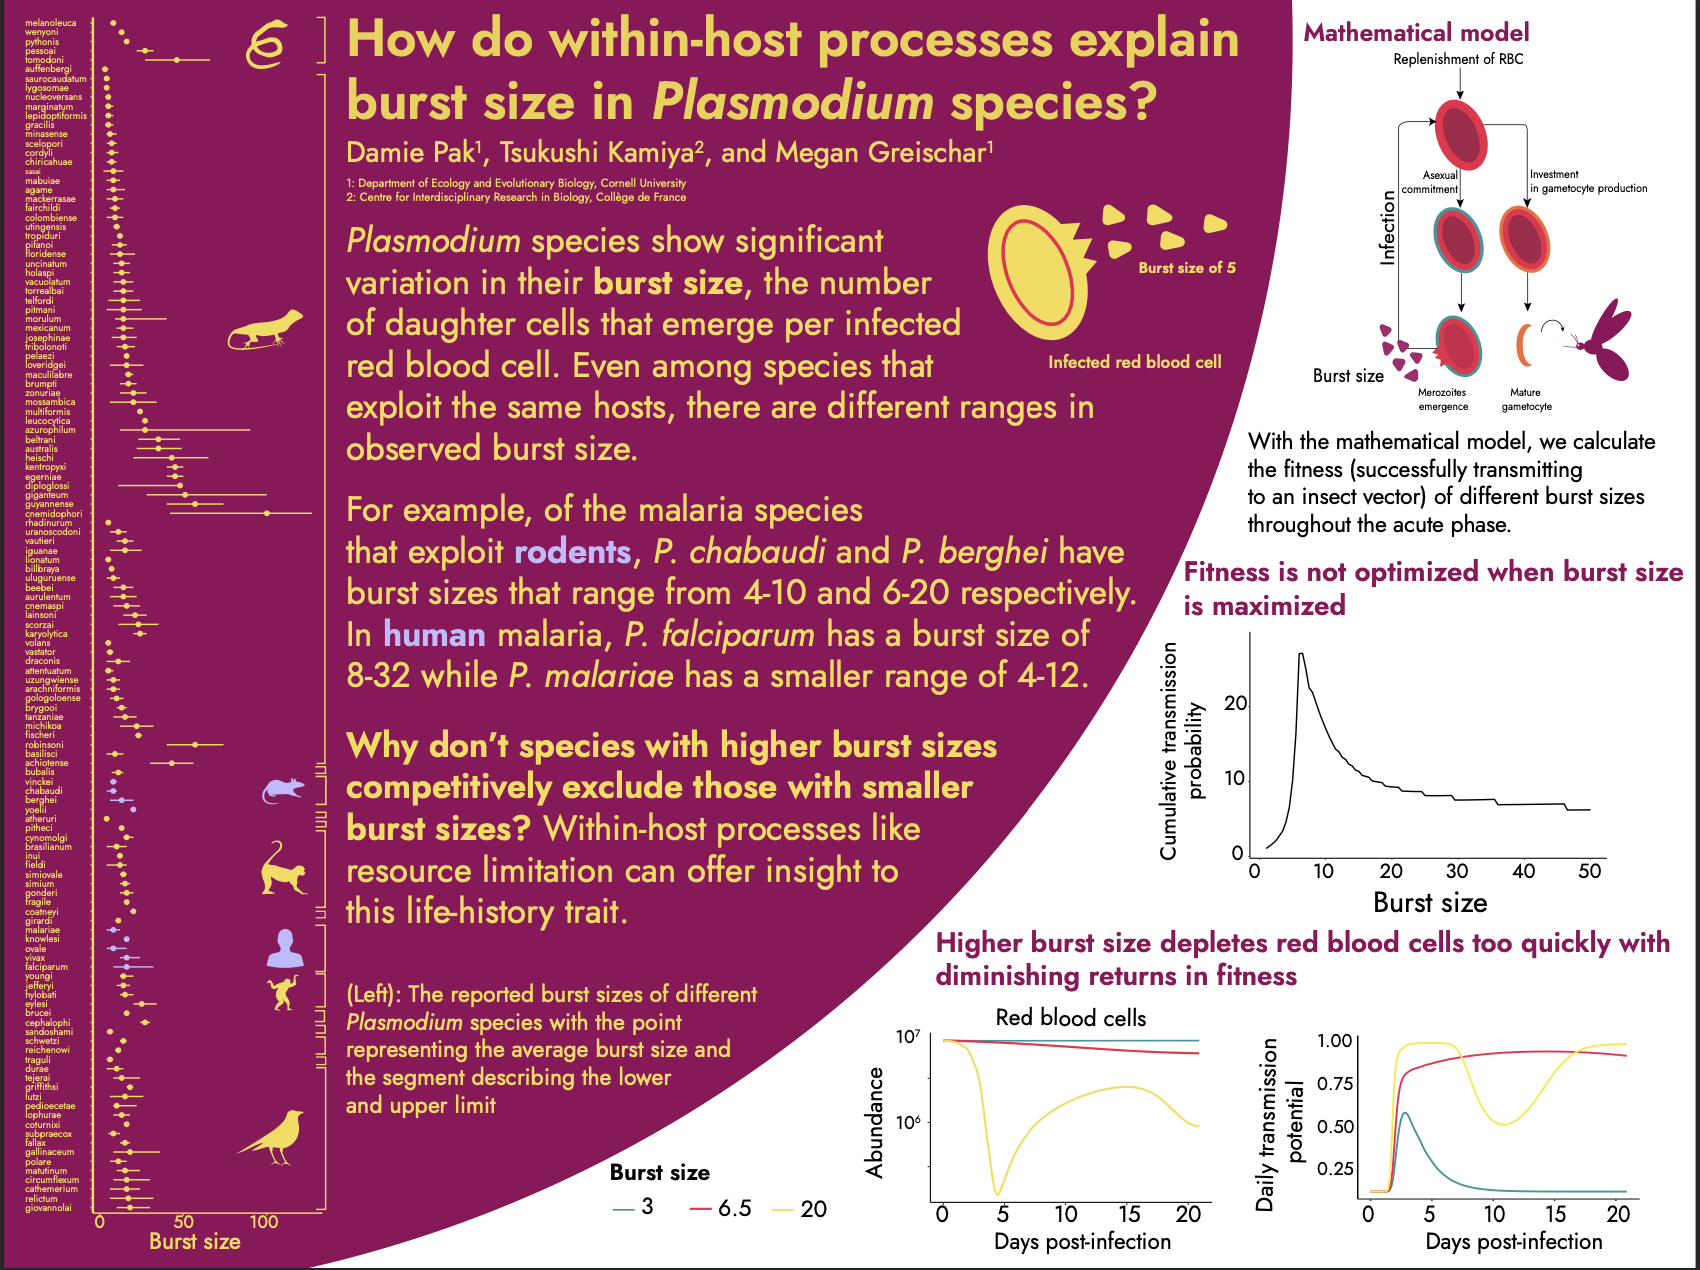 How do within-host processes explain
burst size in Plasmodium species?
Damie Pak¹, Tsukushi Kamiya², and Megan Greischar¹
1: Department of Ecology and Evolutionary Biology, Cornell University
2: Centre for Interdisciplinary Research in Biology, Collège de France
Plasmodium species show significant
variation in their burst size, the number
of daughter cells that emerge per infected
red blood cell. Even among species that
exploit the same hosts, there are different ranges in
observed burst size.
Burst size of 5
Infected red blood cell
For example, of the malaria species
that exploit rodents, P. chabaudi and P. berghei have
burst sizes that range from 4-10 and 6-20 respectively.
In human malaria, P. falciparum has a burst size of
8-32 while P. malariae has a smaller range of 4-12.
Why don't species with higher burst sizes
competitively exclude those with smaller
burst sizes? Within-host processes like
resource limitation can offer insight to
this life-history trait.
(Left): The reported burst sizes of different
Plasmodium species with the point
representing the average burst size and
the segment describing the lower
and upper limit
melanoleuca
wenyoni
pythonis
pessoai
tomodoni
auffenbergi
saurocaudatum
lygosomae
nucleoversans
marginatum
lepidoptiformis
gracilis
minasense
scelopori
cordyli
chiricahuae
sasai
mabuiae
agame
mackerrasae
fairchildi
colombiense
utingensis
tropiduri
pifanoi
floridense
uncinatum
holaspi
vacuolatum
torrealbai
telfordi
pitmani
morulum
mexicanum
josephinae
tribolonoti
pelaezi
loveridgei
maculilabre
brumpti
zonuriae
mossambica
multiformis
leucocytica
azurophilum
beltrani
australis
heischi
kentropyxi
egerniae
diploglossi
giganteum
guyannense
cnemidophori
rhadinurum
uranoscodoni
vautieri
iguanae
lionatum
billbraya
uluguruense
beebei
aurulentum
cnemaspi
lainsoni
scorzai
karyolytica
volans
vastator
draconis
attentuatum
uzungwiense
arachniformis
gologoloense
brygooi
tanzaniae
michikoa
fischeri
robinsoni
basilisci
achiotense
bubalis
vinckei
chabaudi
berghei
yoelii
atheruri
pitheci
cynomolgi
brasilianum
inui
fieldi
simiovale
simium
gonderi
fragile
coatneyi
girardi
malariae
knowlesi
ovale
vivax
falciparum
youngi
jefferyi
hylobati
eylesi
brucei
cephalophi
sandoshami
schwetzi
reichenowi
traguli
durae
tejerai
griffithsi
lutzi
pedioecetae
lophurae
coturnixi
subpraecox
fallax
gallinaceum
polare
matutinum
circumflexum
cathemerium
relictum
giovannolai
0 50 100
Burst size
Mathematical model
Replenishment of RBC
Asexual
commitment
Investment
in gametocyte production
Infection
Burst size
Merozoites
emergence
Mature
gametocyte
With the mathematical model, we calculate
the fitness (successfully transmitting
to an insect vector) of different burst sizes
throughout the acute phase.
Fitness is not optimized when burst size
is maximized
Cumulative transmission
probability
20
10
0
0 10 20 30 40 50
Burst size
Higher burst size depletes red blood cells too quickly with
diminishing returns in fitness
Burst size
3 6.5 20
Red blood cells
Abundance
10⁷
10⁶
0 5 10 15 20
Days post-infection
Daily transmission
potential
1.00
0.75
0.50
0.25
0 5 10 15 20
Days post-infection